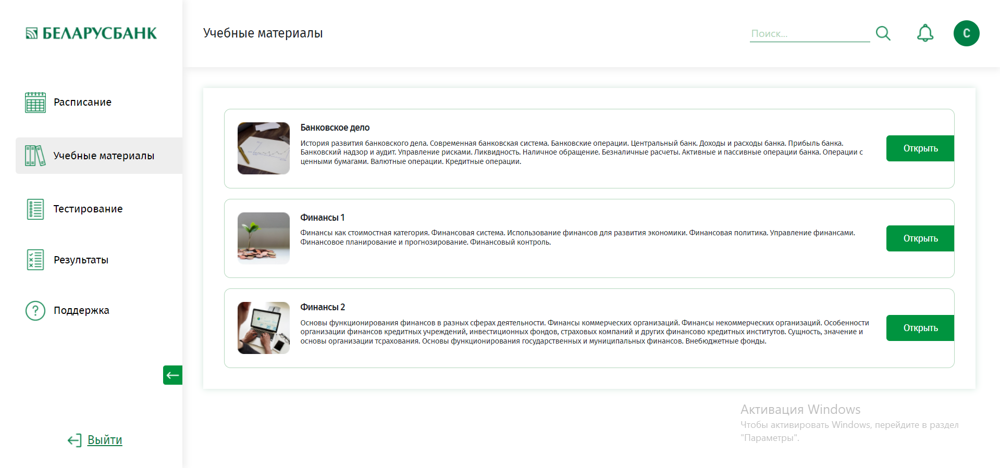 БЕЛАРУСБАНК
Учебные материалы
Поиск...
С
Расписание
Учебные материалы
Тестирование
Результаты
Поддержка
Выйти
Банковское дело
История развития банковского дела. Современная банковская система. Банковские операции. Центральный банк. Доходы и расходы банка. Прибыль банка.
Банковский надзор и аудит. Управление рисками. Ликвидность. Наличное обращение. Безналичные расчеты. Активные и пассивные операции банка. Операции с
ценными бумагами. Валютные операции. Кредитные операции.
Открыть
Финансы 1
Финансы как стоимостная категория. Финансовая система. Использование финансов для развития экономики. Финансовая политика. Управление финансами.
Финансовое планирование и прогнозирование. Финансовый контроль.
Открыть
Финансы 2
Основы функционирования финансов в разных сферах деятельности. Финансы коммерческих организаций. Финансы некоммерческих организаций. Особенности
организации финансов кредитных учреждений, инвестиционных фондов, страховых компаний и других финансово кредитных институтов. Сущность, значение и
основы организации тсрахования. Основы функционирования государственных и муниципальных финансов. Внебюджетные фонды.
Открыть
Активация Windows
Чтобы активировать Windows, перейдите в раздел
"Параметры".